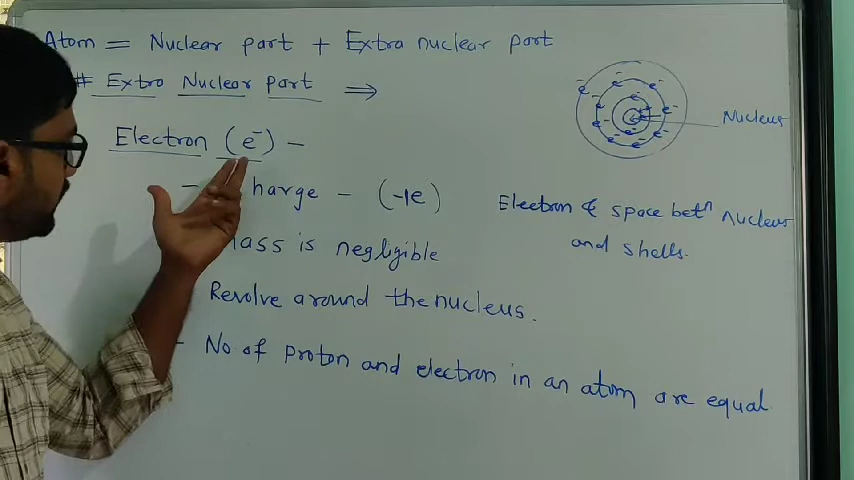 Atom = Nuclear part + Extra nuclear part
# Extra Nuclear part ⇒
Electron (e⁻) –
– harge – (-1e)
ass is negligible
Revolve around the nucleus.
- No of proton and electron in an atom are equal
Nucleus
Electron & space betⁿ nucleus
and shells.